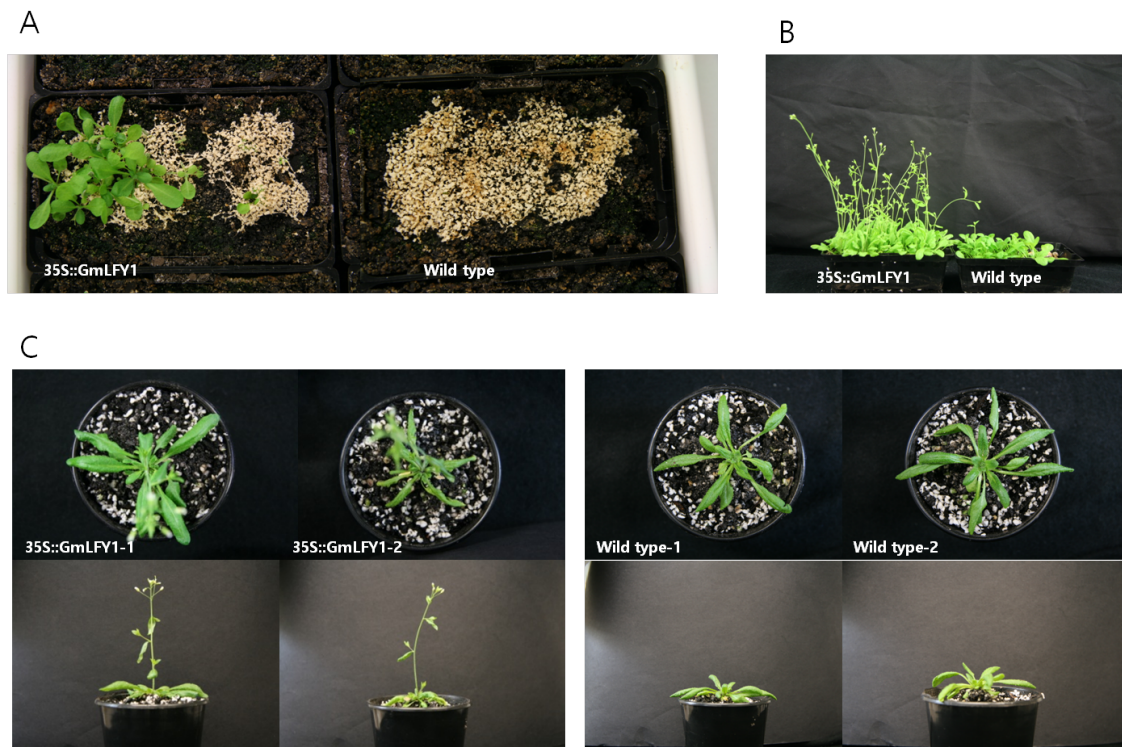 A
B
35S::GmLFY1
Wild type
35S::GmLFY1
Wild type
C
35S::GmLFY1-1
35S::GmLFY1-2
Wild type-1
Wild type-2